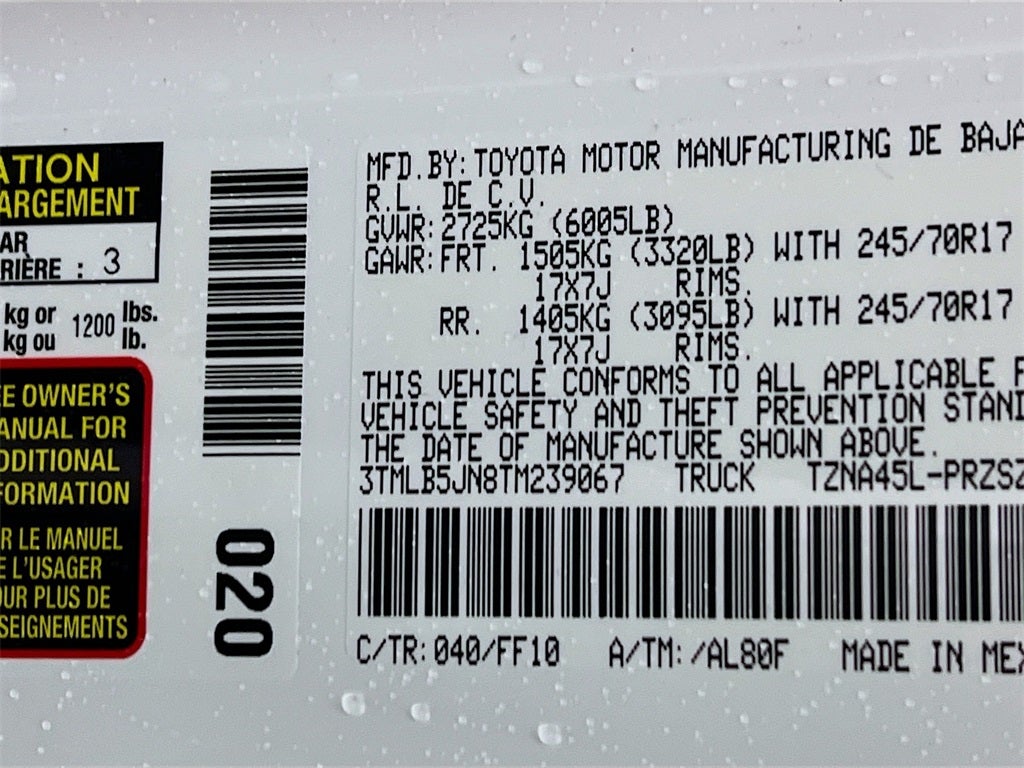 ATION
ARGEMENT
AR
RIÈRE : 3
kg or 1200 lbs.
kg ou lb.
EE OWNER'S
ANUAL FOR
DDITIONAL
FORMATION
R LE MANUEL
E L'USAGER
OUR PLUS DE
SEIGNEMENTS
020
MFD.BY:TOYOTA MOTOR MANUFACTURING DE BAJA
R.L. DE C.V.
GVWR:2725KG (6005LB)
GAWR:FRT. 1505KG (3320LB) WITH 245/70R17
17X7J RIMS.
RR. 1405KG (3095LB) WITH 245/70R17
17X7J RIMS.
THIS VEHICLE CONFORMS TO ALL APPLICABLE F
VEHICLE SAFETY AND THEFT PREVENTION STAND
THE DATE OF MANUFACTURE SHOWN ABOVE.
3TMLB5JN8TM239067 TRUCK TZNA45L-PRZSZ
C/TR:040/FF10 A/TM:/AL80F MADE IN MEX